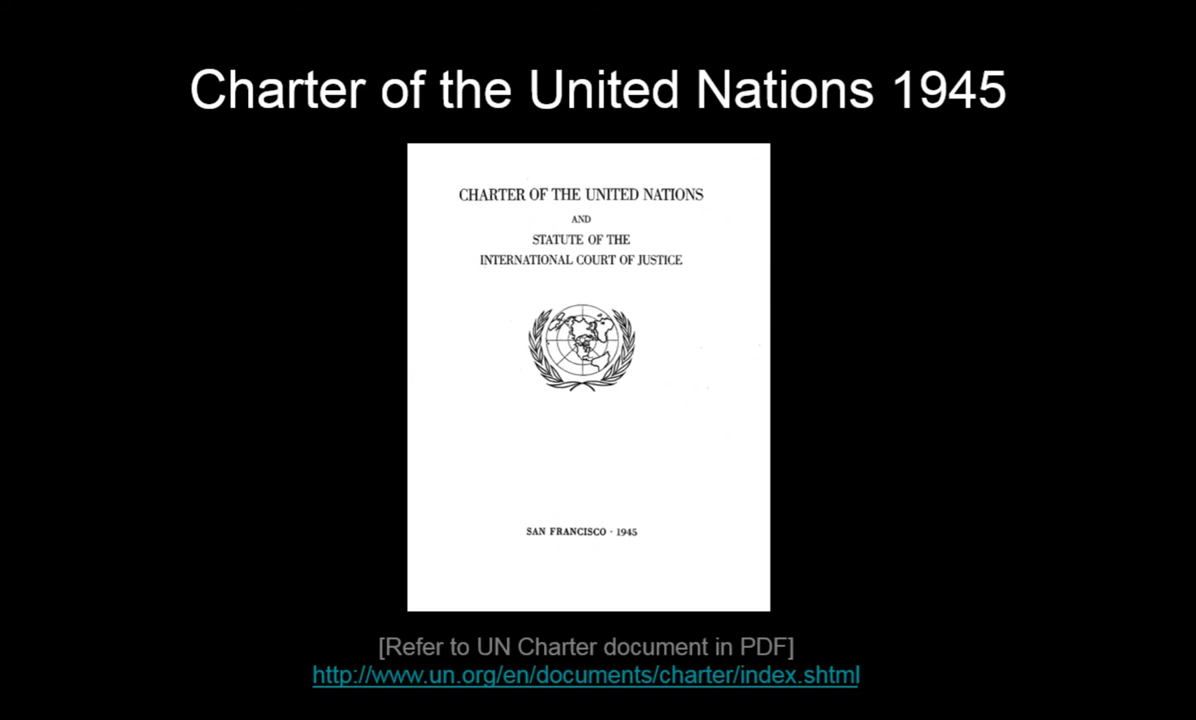 Charter of the United Nations 1945
CHARTER OF THE UNITED NATIONS
AND
STATUTE OF THE
INTERNATIONAL COURT OF JUSTICE
SAN FRANCISCO · 1945
[Refer to UN Charter document in PDF]
http://www.un.org/en/documents/charter/index.shtml